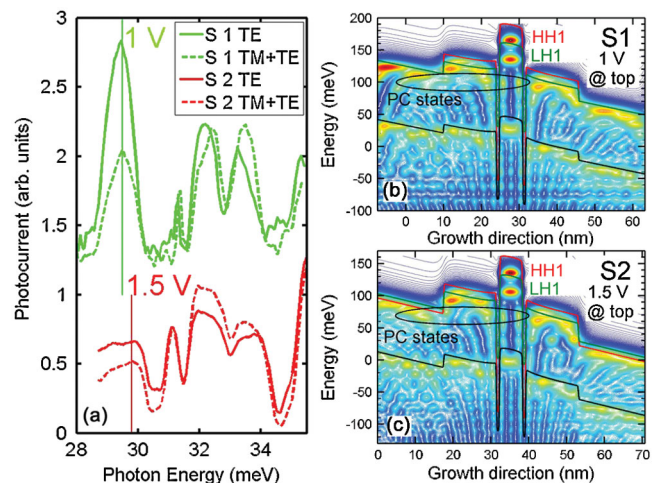 1 V
S 1 TE
S 1 TM+TE
S 2 TE
S 2 TM+TE
1.5 V
(a)
3
2.5
2
1.5
1
0.5
0
28 30 32 34
Photocurrent (arb. units)
Photon Energy (meV)
S1
1 V
@ top
HH1
LH1
PC states
(b)
200
150
100
50
0
-50
-100
0 10 20 30 40 50 60
Energy (meV)
Growth direction (nm)
S2
1.5 V
@ top
HH1
LH1
PC states
(c)
150
100
50
0
-50
-100
0 10 20 30 40 50 60 70
Energy (meV)
Growth direction (nm)